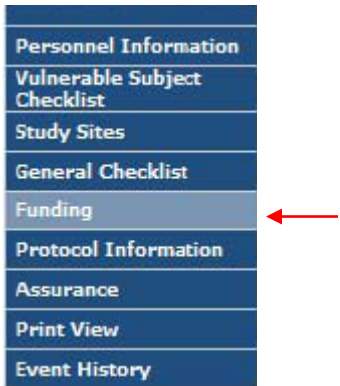 Personnel Information
Vulnerable Subject
Checklist
Study Sites
General Checklist
Funding
Protocol Information
Assurance
Print View
Event History